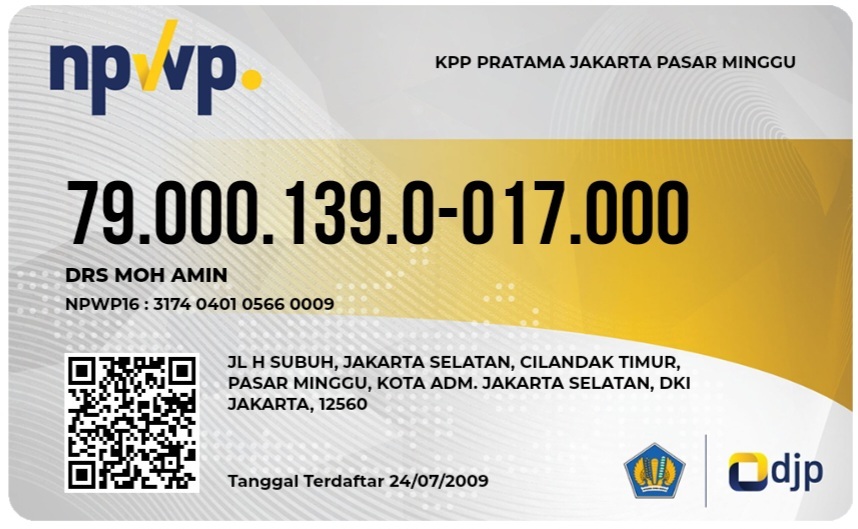 npwp.
KPP PRATAMA JAKARTA PASAR MINGGU
79.000.139.0-017.000
DRS MOH AMIN
NPWP16 : 3174 0401 0566 0009
JL H SUBUH, JAKARTA SELATAN, CILANDAK TIMUR,
PASAR MINGGU, KOTA ADM. JAKARTA SELATAN, DKI
JAKARTA, 12560
Tanggal Terdaftar 24/07/2009
djp